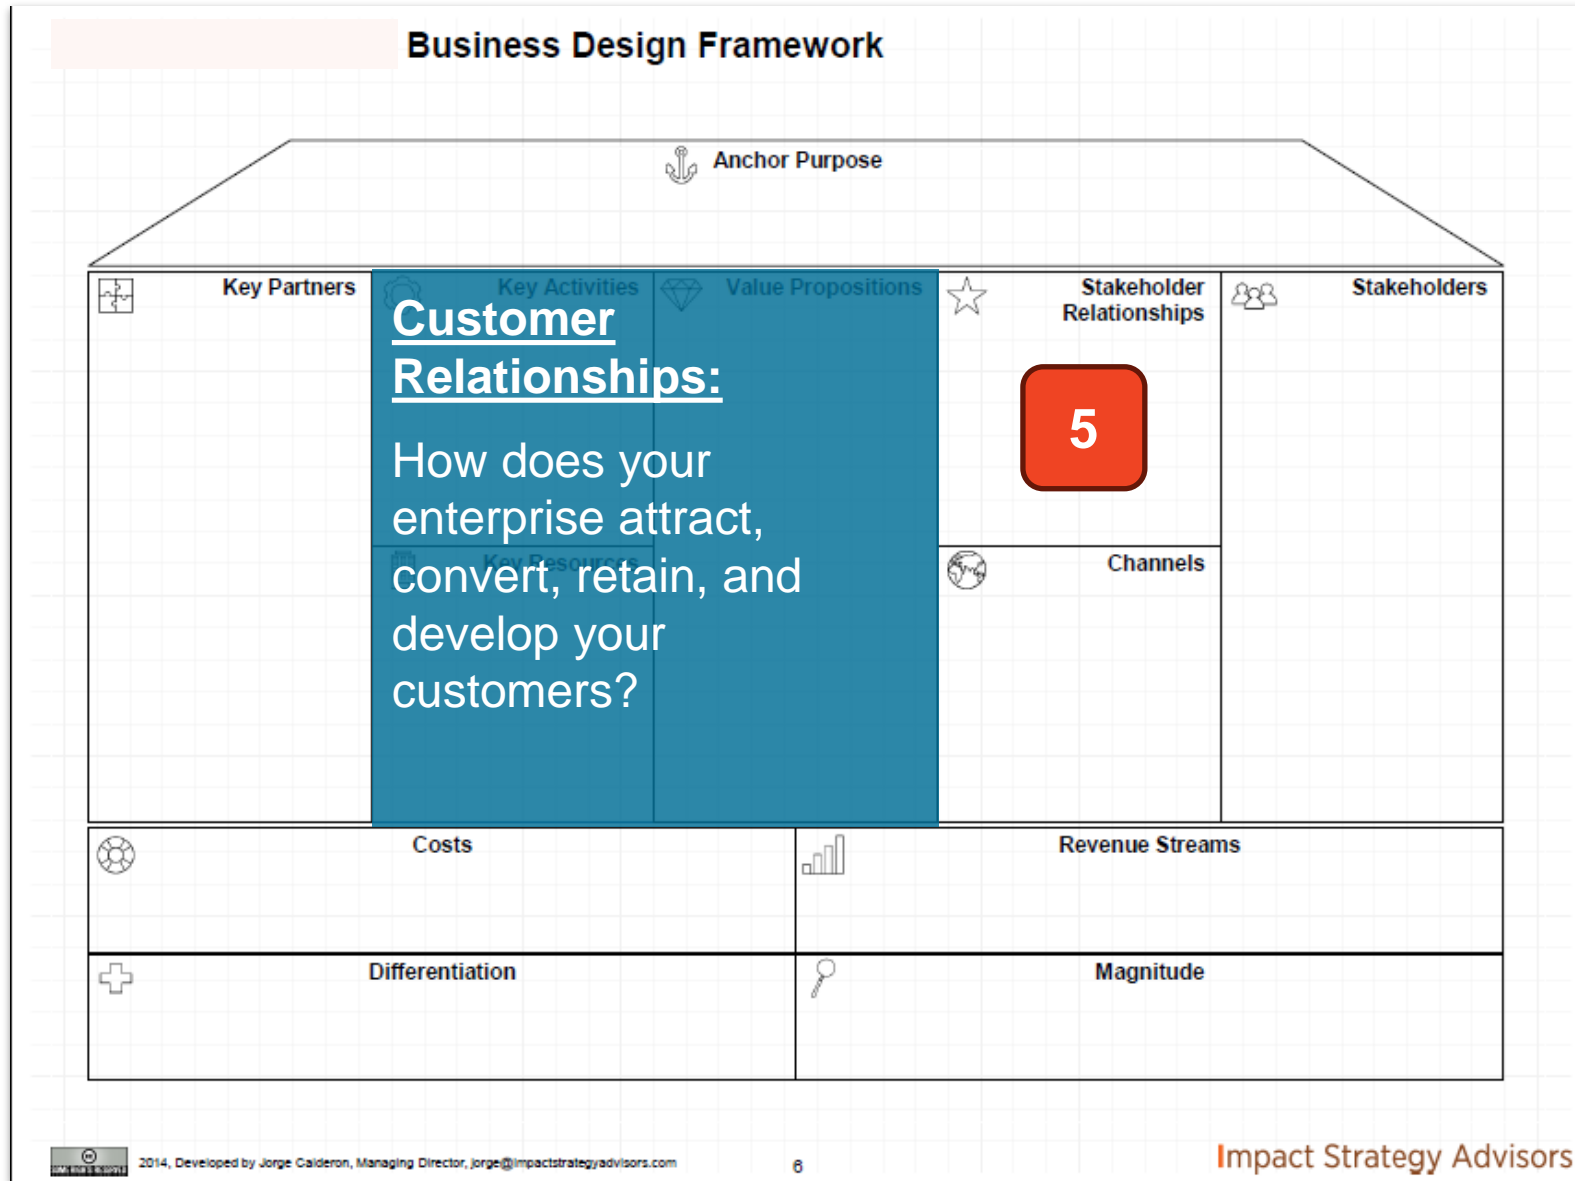 Business Design Framework
Anchor Purpose
Key Partners
Key Activities
Value Propositions
Stakeholder
Relationships
Stakeholders
Customer
Relationships:
How does your
enterprise attract,
convert, retain, and
develop your
customers?
5
Key Resources
Channels
Costs
Revenue Streams
Differentiation
Magnitude
2014, Developed by Jorge Calderon, Managing Director, jorge@impactstrategyadvisors.com
6
Impact Strategy Advisors